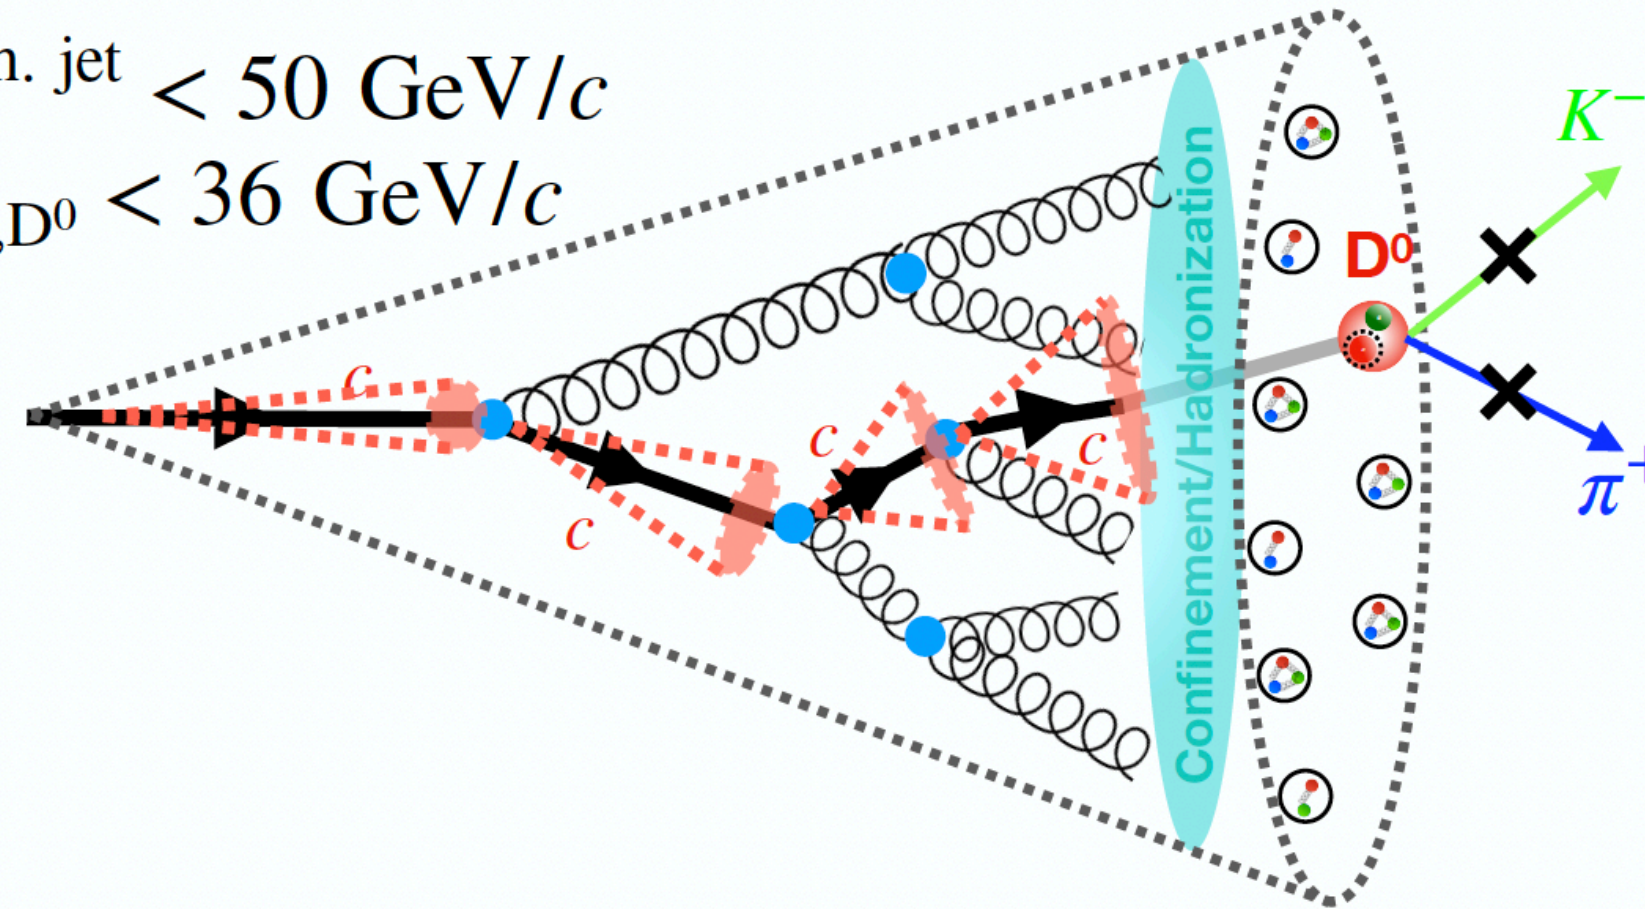 n. jet < 50 GeV/c
,D⁰ < 36 GeV/c
K⁻
D⁰
c
c
c
c
Confinement/Hadronization
π⁺